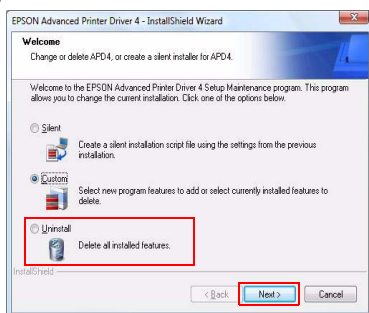 EPSON Advanced Printer Driver 4 - InstallShield Wizard
Welcome
Change or delete APD4, or create a silent installer for APD4.
Welcome to the EPSON Advanced Printer Driver 4 Setup Maintenance program. This program
allows you to change the current installation. Click one of the options below.
Silent
Create a silent installation script file using the settings from the previous
installation.
Custom
Select new program features to add or select currently installed features to
delete.
Uninstall
Delete all installed features.
InstallShield
< Back Next > Cancel